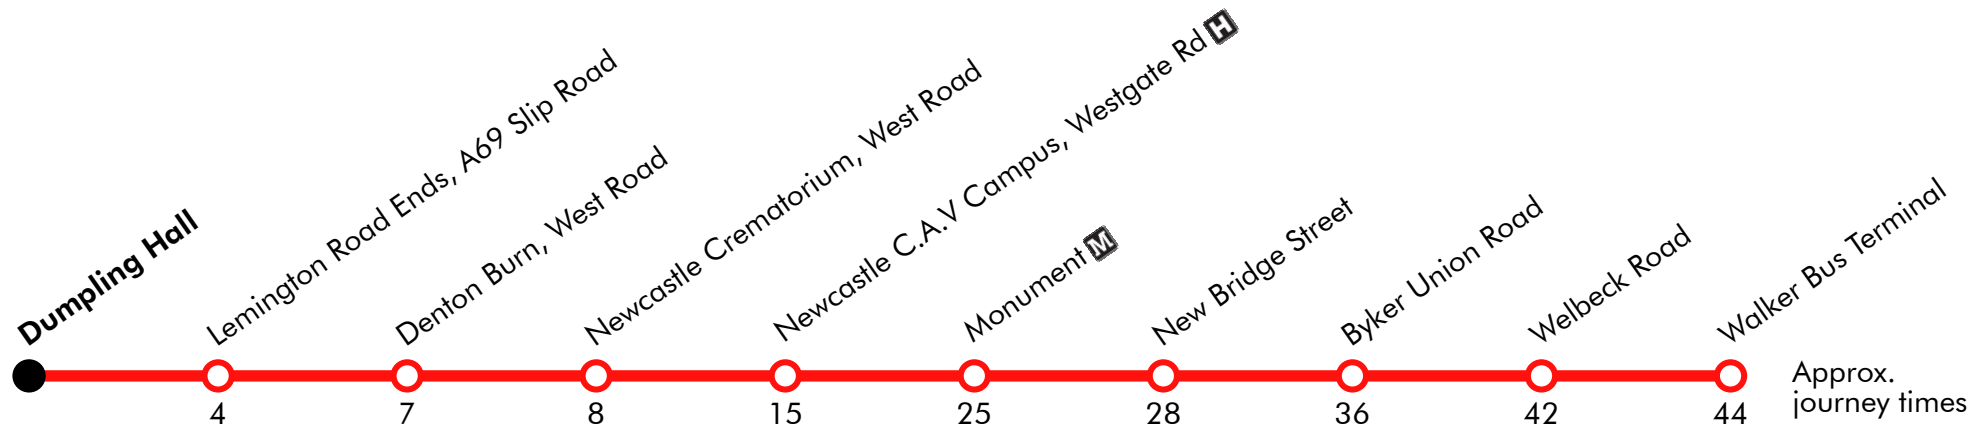 Dumpling Hall
Lemington Road Ends, A69 Slip Road
Denton Burn, West Road
Newcastle Crematorium, West Road
Newcastle C.A.V Campus, Westgate Rd H
Monument M
New Bridge Street
Byker Union Road
Welbeck Road
Walker Bus Terminal
4 7 8 15 25 28 36 42 44
Approx.
journey times